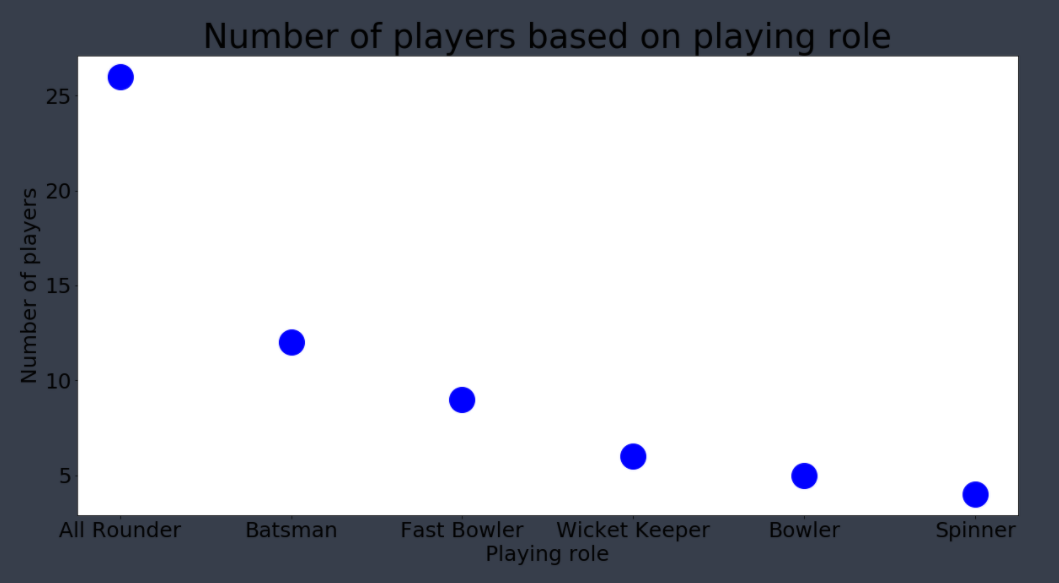 Number of players based on playing role
Number of players
25
20
15
10
5
All Rounder Batsman Fast Bowler Wicket Keeper Bowler Spinner
Playing role